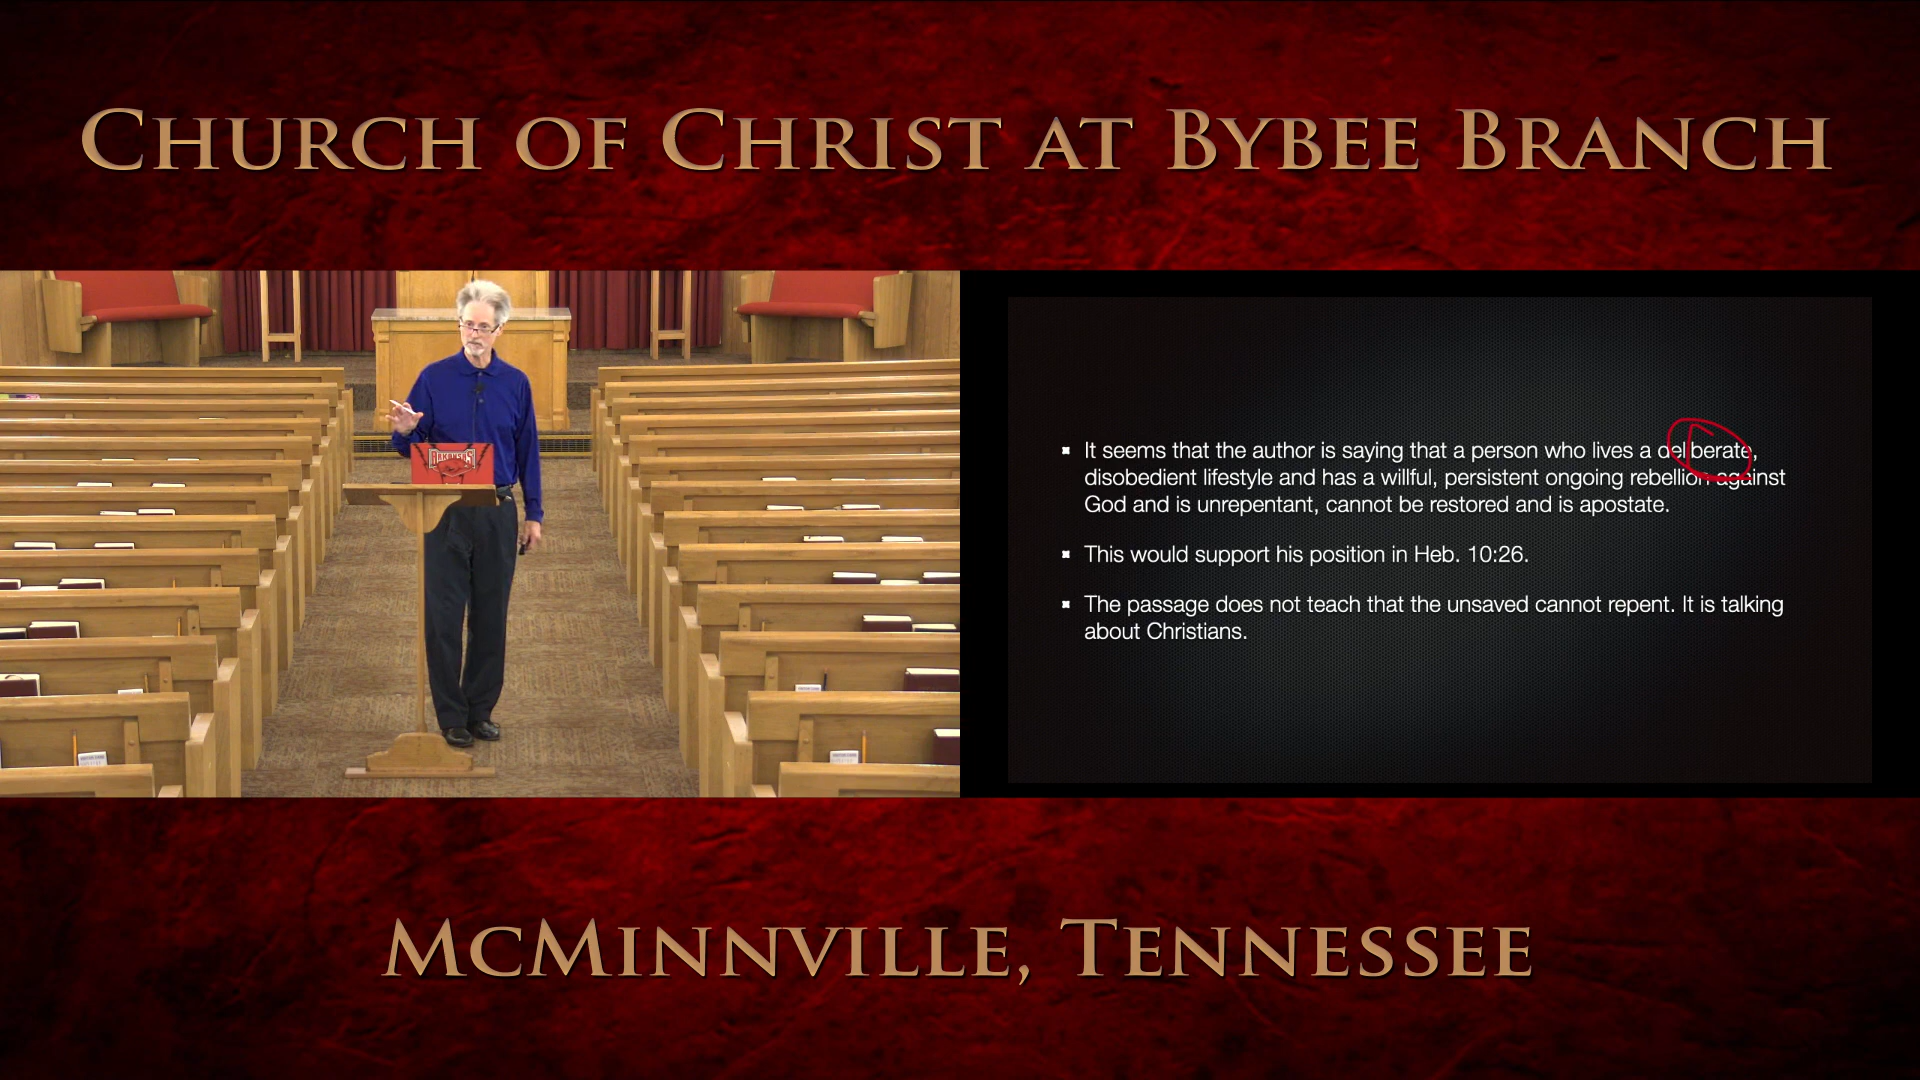 CHURCH OF CHRIST AT BYBEE BRANCH
ARKANSAS
▪ It seems that the author is saying that a person who lives a deliberate,
disobedient lifestyle and has a willful, persistent ongoing rebellion against
God and is unrepentant, cannot be restored and is apostate.
▪ This would support his position in Heb. 10:26.
▪ The passage does not teach that the unsaved cannot repent. It is talking
about Christians.
MCMINNVILLE, TENNESSEE